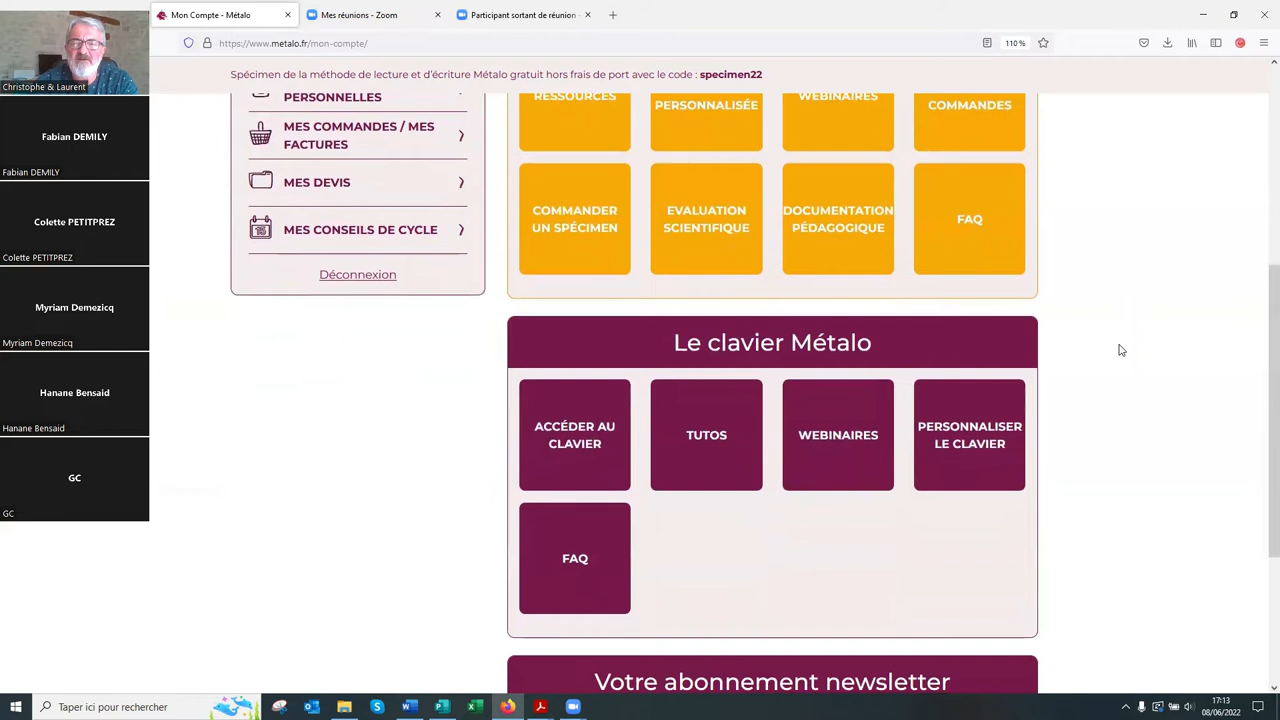 Mon Compte - Métalo
Mes réunions - Zoom
Participant sortant de réunion -
https://www.metalo.fr/mon-compte/
110 %
Spécimen de la méthode de lecture et d'écriture Métalo gratuit hors frais de port avec le code : specimen22
Christophe & Laurent
Fabian DEMILY
Fabian DEMILY
Colette PETITPREZ
Colette PETITPREZ
Myriam Demezicq
Myriam Demezicq
Hanane Bensaid
Hanane Bensaid
GC
GC
PERSONNELLES
MES COMMANDES / MES
FACTURES
MES DEVIS
MES CONSEILS DE CYCLE
Déconnexion
RESSOURCES
PERSONNALISÉE
WEBINAIRES
COMMANDES
COMMANDER
UN SPÉCIMEN
EVALUATION
SCIENTIFIQUE
DOCUMENTATION
PÉDAGOGIQUE
FAQ
Le clavier Métalo
ACCÉDER AU
CLAVIER
TUTOS
WEBINAIRES
PERSONNALISER
LE CLAVIER
FAQ
Votre abonnement newsletter
Taper ici pour rechercher
17:13
08/06/2022